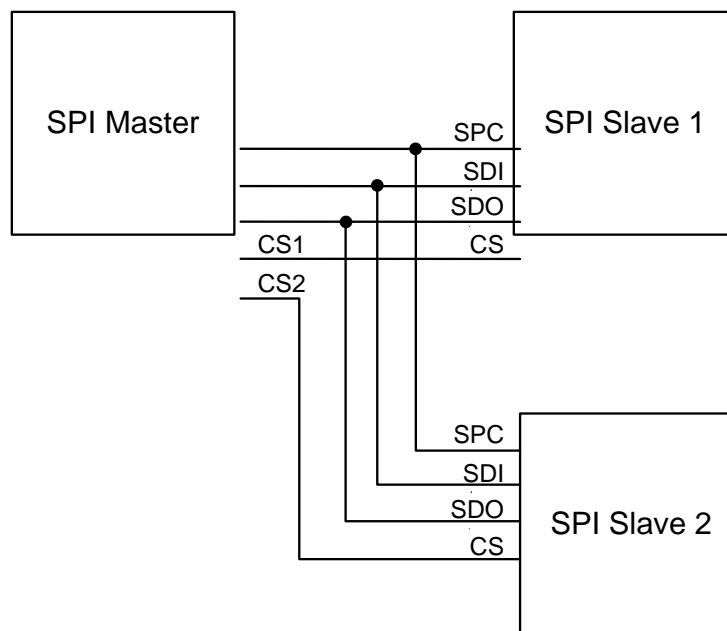 SPI Master
SPI Slave 1
SPC
SDI
SDO
CS1
CS
CS2
SPC
SDI
SDO
CS
SPI Slave 2